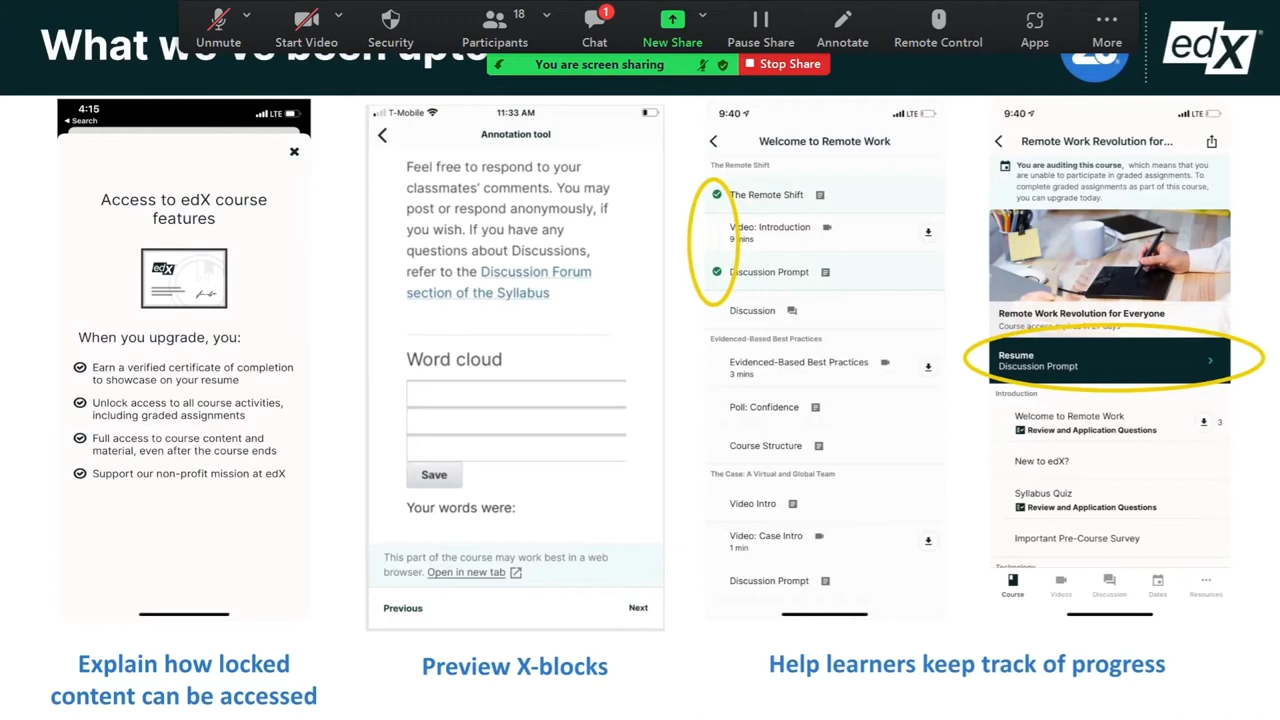 Unmute
Start Video
Security
Participants
18
Chat
1
New Share
Pause Share
Annotate
Remote Control
Apps
More
You are screen sharing
Stop Share
edX
4:15
Search
LTE
Access to edX course
features
edX
When you upgrade, you:
Earn a verified certificate of completion
to showcase on your resume
Unlock access to all course activities,
including graded assignments
Full access to course content and
material, even after the course ends
Support our non-profit mission at edX
Explain how locked
content can be accessed
T-Mobile
11:33 AM
Annotation tool
Feel free to respond to your
classmates' comments. You may
post or respond anonymously, if
you wish. If you have any
questions about Discussions,
refer to the Discussion Forum
section of the Syllabus
Word cloud
Save
Your words were:
This part of the course may work best in a web
browser. Open in new tab
Previous
Next
Preview X-blocks
9:40
LTE
Welcome to Remote Work
The Remote Shift
The Remote Shift
Video: Introduction
9 mins
Discussion Prompt
Discussion
Evidenced-Based Best Practices
Evidenced-Based Best Practices
3 mins
Poll: Confidence
Course Structure
The Case: A Virtual and Global Team
Video Intro
Video: Case Intro
1 min
Discussion Prompt
9:40
LTE
Remote Work Revolution for...
You are auditing this course, which means that you
are unable to participate in graded assignments. To
complete graded assignments as part of this course,
you can upgrade today.
Remote Work Revolution for Everyone
Course access expires in 27 days
Resume
Discussion Prompt
Introduction
Welcome to Remote Work
Review and Application Questions
3
New to edX?
Syllabus Quiz
Review and Application Questions
Important Pre-Course Survey
Course
Videos
Discussion
Dates
Resources
Help learners keep track of progress